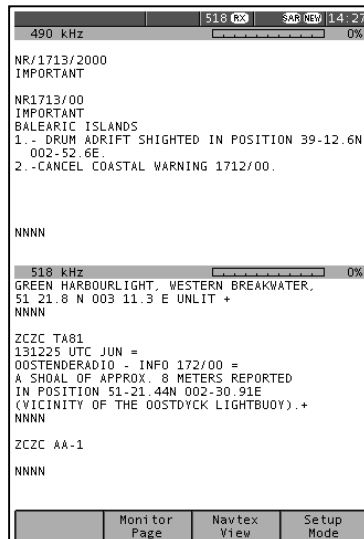 518 RX SAR NEW 14:27
490 kHz 0%
NR/1713/2000
IMPORTANT
NR1713/00
IMPORTANT
BALEARIC ISLANDS
1.- DRUM ADRIFT SHIGHTED IN POSITION 39-12.6N
002-52.6E.
2.-CANCEL COASTAL WARNING 1712/00.
NNNN
518 kHz 0%
GREEN HARBOURLIGHT, WESTERN BREAKWATER,
51 21.8 N 003 11.3 E UNLIT +
NNNN
ZCZC TA81
131225 UTC JUN =
OOSTENDERADIO - INFO 172/00 =
A SHOAL OF APPROX. 8 METERS REPORTED
IN POSITION 51-21.44N 002-30.91E
(VICINITY OF THE OOSTDYCK LIGHTBUOY).+
NNNN
ZCZC AA-1
NNNN
Monitor Page Navtex View Setup Mode